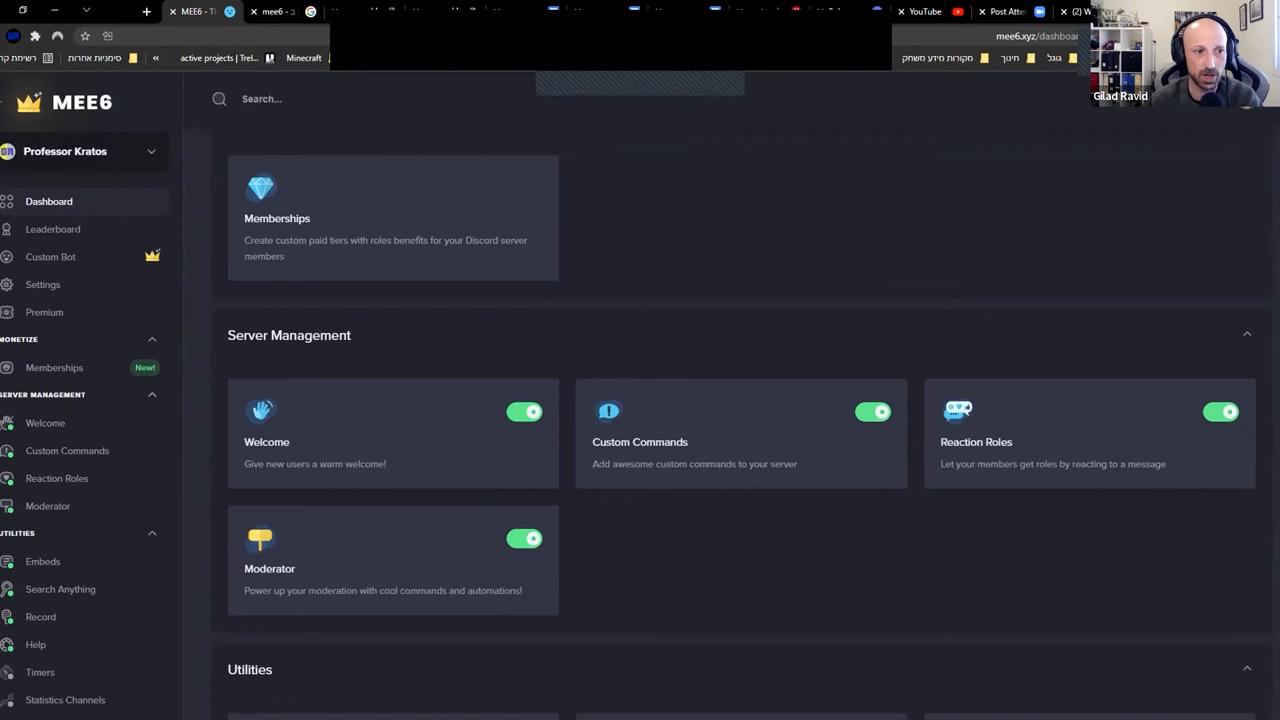 MEE6 - T
mee6 - כ
YouTube
Post Atte
(2) W
mee6.xyz/dashboar
רשימת ק
סימניות אחרות
»
active projects | Trel...
Minecraft
מקורות מידע משחק
חינוך
גוגל
Gilad Ravid
MEE6
Search...
Professor Kratos
Dashboard
Leaderboard
Custom Bot
Settings
Premium
MONETIZE
Memberships
New!
SERVER MANAGEMENT
Welcome
Custom Commands
Reaction Roles
Moderator
UTILITIES
Embeds
Search Anything
Record
Help
Timers
Statistics Channels
Memberships
Create custom paid tiers with roles benefits for your Discord server
members
Server Management
Welcome
Give new users a warm welcome!
Custom Commands
Add awesome custom commands to your server
Reaction Roles
Let your members get roles by reacting to a message
Moderator
Power up your moderation with cool commands and automations!
Utilities